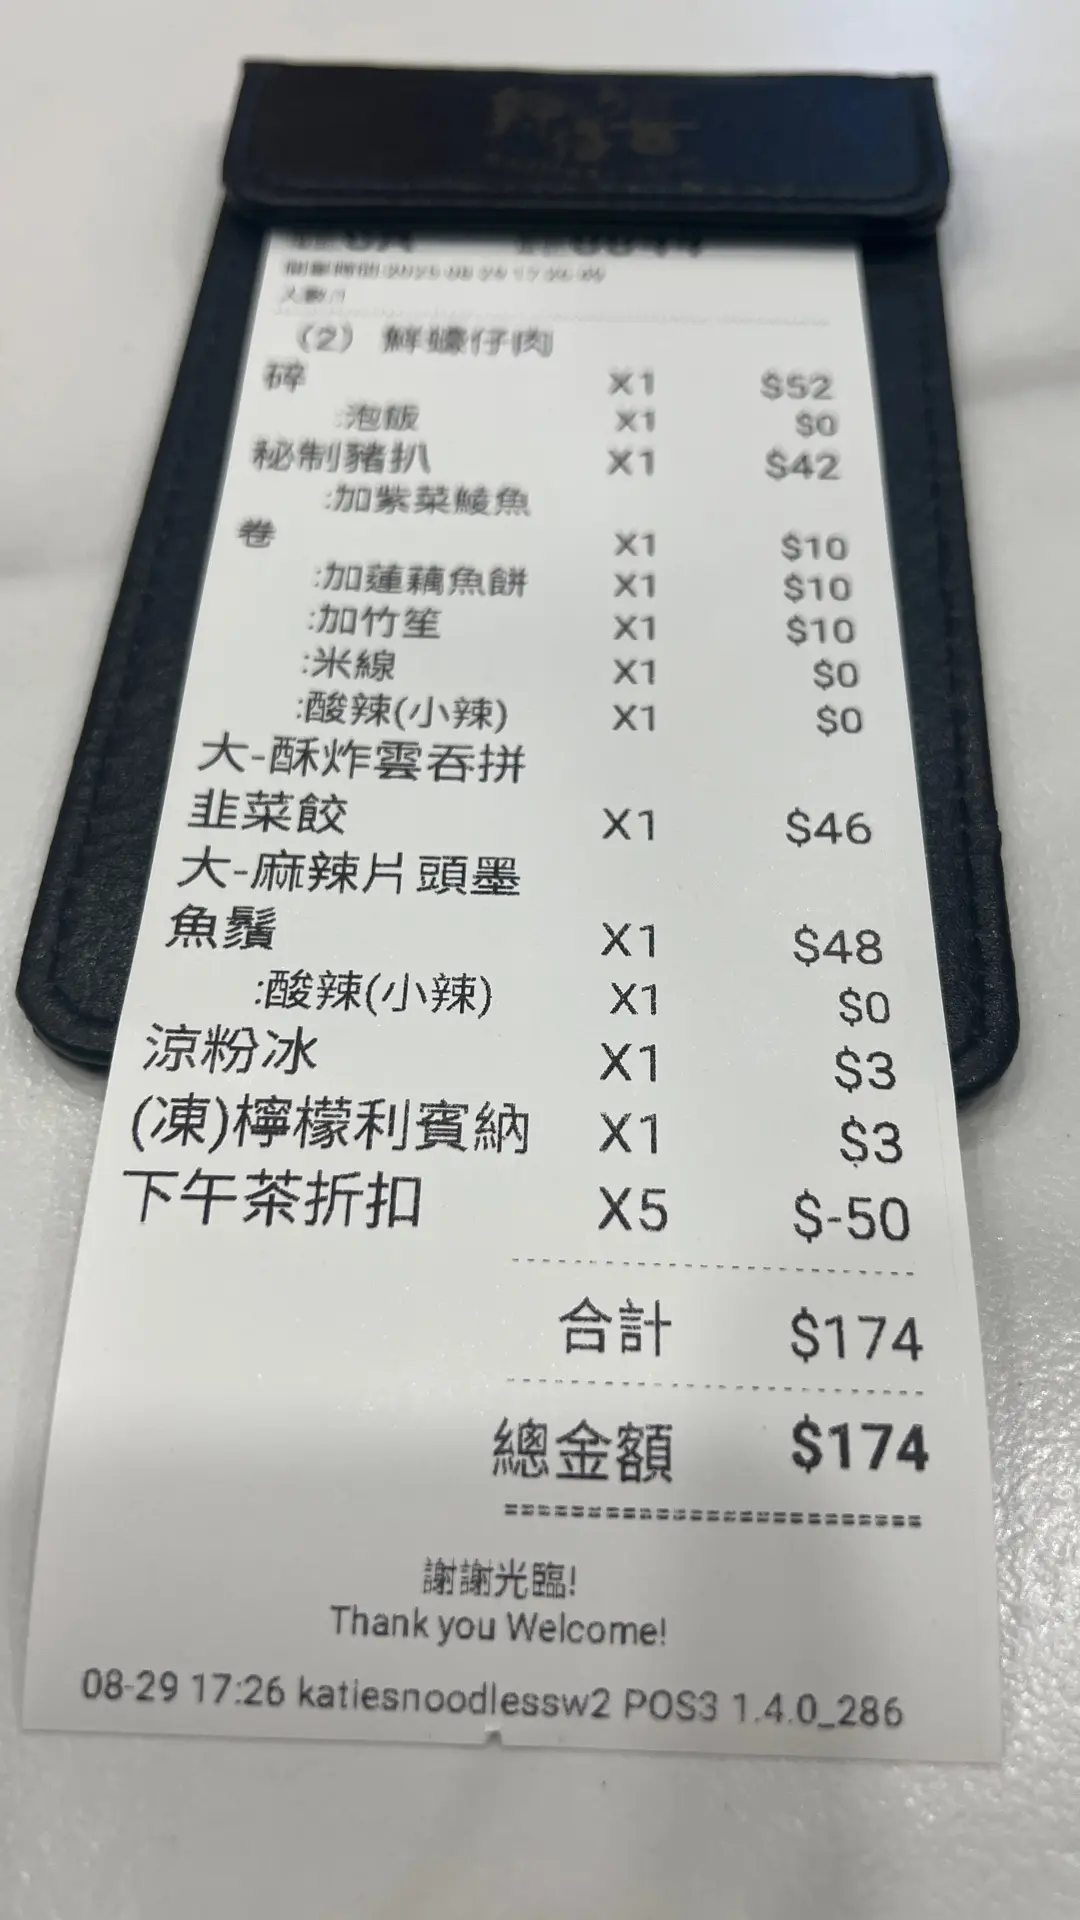 人數:1
(2) 鮮蠔仔肉
碎 X1 $52
:泡飯 X1 $0
秘制豬扒 X1 $42
:加紫菜鯪魚
卷 X1 $10
:加蓮藕魚餅 X1 $10
:加竹笙 X1 $10
:米線 X1 $0
:酸辣(小辣) X1 $0
大-酥炸雲吞拼
韭菜餃 X1 $46
大-麻辣片頭墨
魚鬚 X1 $48
:酸辣(小辣) X1 $0
涼粉冰 X1 $3
(凍)檸檬利賓納 X1 $3
下午茶折扣 X5 $-50
合計 $174
總金額 $174
謝謝光臨!
Thank you Welcome!
08-29 17:26 katiesnoodlessw2 POS3 1.4.0_286